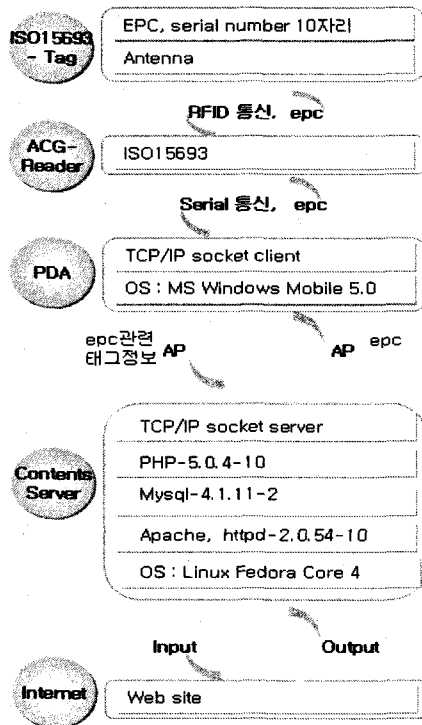 EPC, serial number 10자리
ISO15693
- Tag
Antenna
RFID 통신, epc
ACG-
Reader
ISO15693
Serial 통신, epc
TCP/IP socket client
PDA
OS : MS Windows Mobile 5.0
epc관련
태그정보 AP
AP epc
TCP/IP socket server
PHP-5.0.4-10
Contents
Server
Mysql-4.1.11-2
Apache, httpd-2.0.54-10
OS : Linux Fedora Core 4
Input Output
Internet
Web site